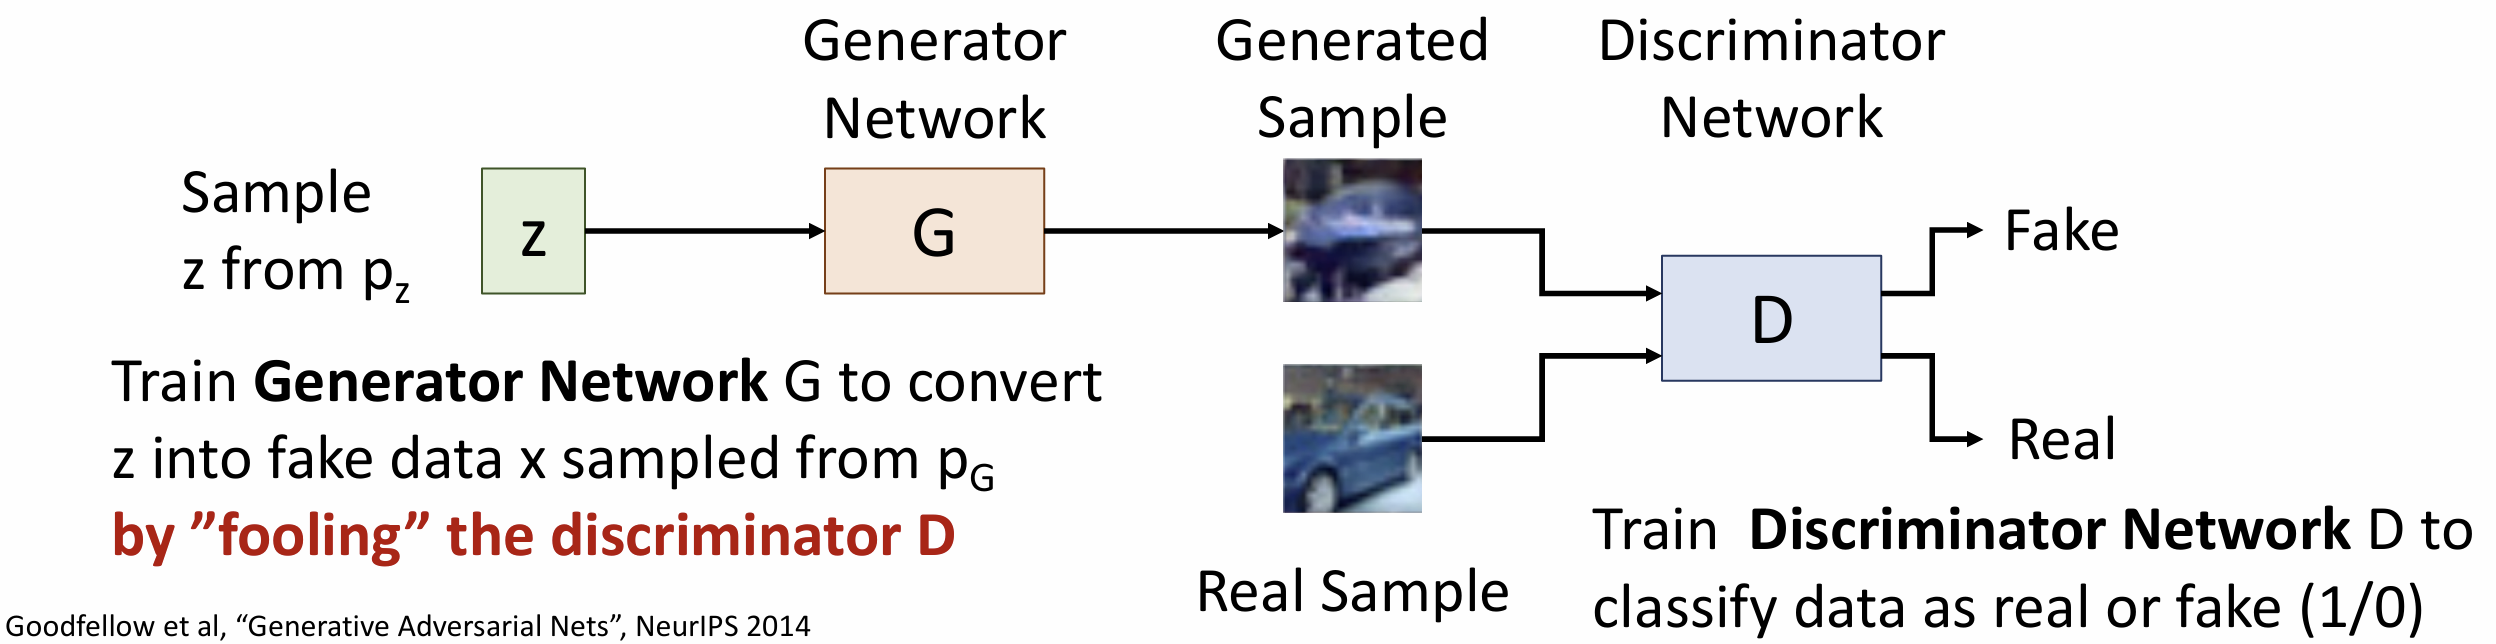 Generator
Network
Generated
Sample
Discriminator
Network
Sample
z from pz
z
G
D
Fake
Real
Train Generator Network G to convert
z into fake data x sampled from pG
by ”fooling” the discriminator D
Real Sample
Train Discriminator Network D to
classify data as real or fake (1/0)
Goodfellow et al, “Generative Adversarial Nets”, NeurIPS 2014